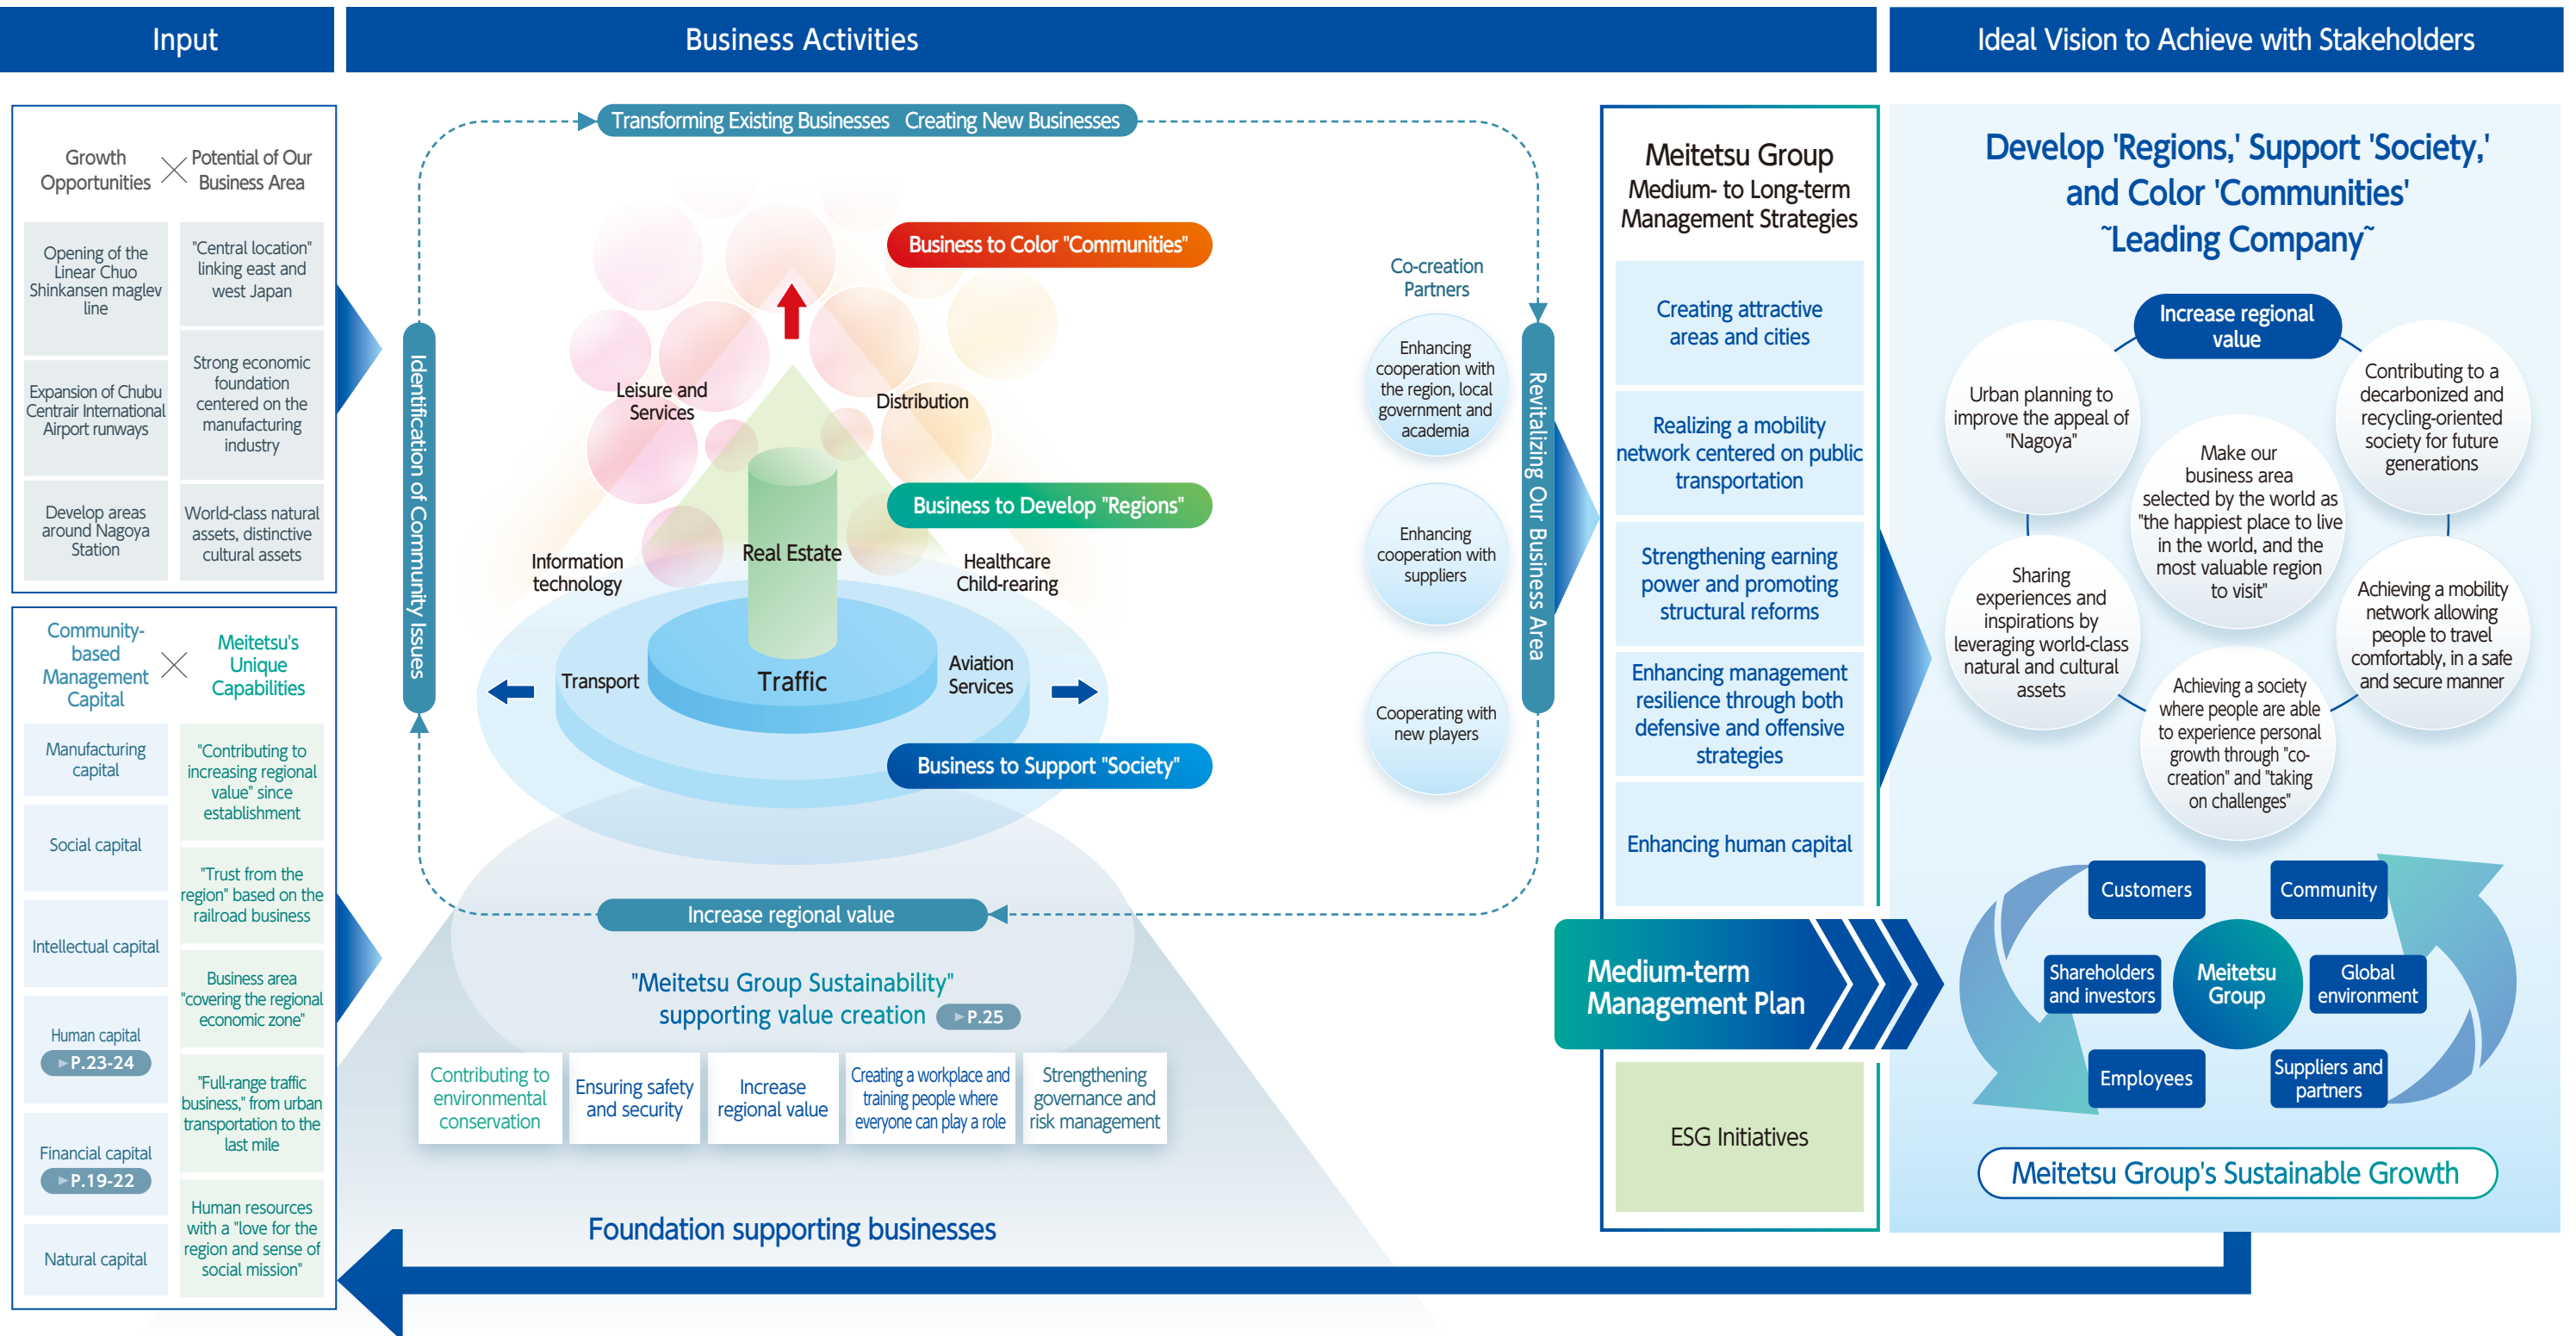 Input
Business Activities
Ideal Vision to Achieve with Stakeholders
Growth
Opportunities
Potential of Our
Business Area
Opening of the
Linear Chuo
Shinkansen maglev
line
Expansion of Chubu
Centrair International
Airport runways
Develop areas
around Nagoya
Station
"Central location"
linking east and
west Japan
Strong economic
foundation
centered on the
manufacturing
industry
World-class natural
assets, distinctive
cultural assets
Community-
based
Management
Capital
Meitetsu's
Unique
Capabilities
Manufacturing
capital
Social capital
Intellectual capital
Human capital
►P.23-24
Financial capital
►P.19-22
Natural capital
"Contributing to
increasing regional
value" since
establishment
"Trust from the
region" based on the
railroad business
Business area
"covering the regional
economic zone"
"Full-range traffic
business," from urban
transportation to the
last mile
Human resources
with a "love for the
region and sense of
social mission"
Transforming Existing Businesses Creating New Businesses
Identification of Community Issues
Business to Color "Communities"
Leisure and
Services
Distribution
Business to Develop "Regions"
Information
technology
Real Estate
Healthcare
Child-rearing
Transport
Traffic
Aviation
Services
Business to Support "Society"
Co-creation
Partners
Enhancing
cooperation with
the region, local
government and
academia
Enhancing
cooperation with
suppliers
Cooperating with
new players
Revitalizing Our Business Area
Increase regional value
"Meitetsu Group Sustainability"
supporting value creation ►P.25
Contributing to
environmental
conservation
Ensuring safety
and security
Increase
regional value
Creating a workplace and
training people where
everyone can play a role
Strengthening
governance and
risk management
Foundation supporting businesses
Meitetsu Group
Medium- to Long-term
Management Strategies
Creating attractive
areas and cities
Realizing a mobility
network centered on public
transportation
Strengthening earning
power and promoting
structural reforms
Enhancing management
resilience through both
defensive and offensive
strategies
Enhancing human capital
Medium-term
Management Plan
ESG Initiatives
Develop 'Regions,' Support 'Society,'
and Color 'Communities'
~Leading Company~
Increase regional
value
Urban planning to
improve the appeal of
"Nagoya"
Contributing to a
decarbonized and
recycling-oriented
society for future
generations
Make our
business area
selected by the world as
"the happiest place to live
in the world, and the
most valuable region
to visit"
Sharing
experiences and
inspirations by
leveraging world-class
natural and cultural
assets
Achieving a mobility
network allowing
people to travel
comfortably, in a safe
and secure manner
Achieving a society
where people are able
to experience personal
growth through "co-
creation" and "taking
on challenges"
Customers
Community
Shareholders
and investors
Meitetsu
Group
Global
environment
Employees
Suppliers and
partners
Meitetsu Group's Sustainable Growth